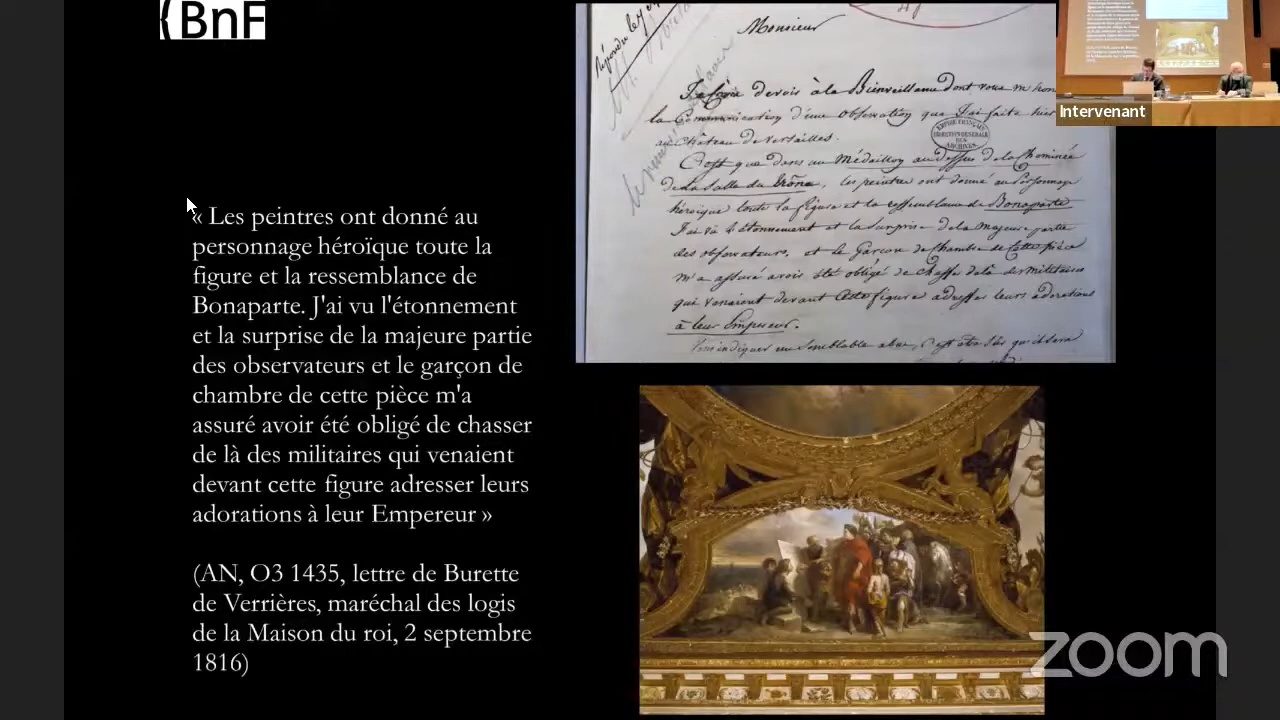 (BnF
« Les peintres ont donné au
personnage héroïque toute la
figure et la ressemblance de
Bonaparte. J'ai vu l'étonnement
et la surprise de la majeure partie
des observateurs et le garçon de
chambre de cette pièce m'a
assuré avoir été obligé de chasser
de là des militaires qui venaient
devant cette figure adresser leurs
adorations à leur Empereur »
(AN, O3 1435, lettre de Burette
de Verrières, maréchal des logis
de la Maison du roi, 2 septembre
1816)
Monsieur
devoir à la Bienveillance dont vous m'hon
la Communication d'une Observation que J'ai faite hier
au Château de Versailles.
C'est que dans un Médaillon au dessus de la Cheminée
de la Salle du Trône, les peintres ont donné au Personnage
héroique toute la figure et la ressemblance de Bonaparte
J'ai vu l'étonnement et la Surprise de la majeure partie
des observateurs, et le Garçon de Chambre de Cette pièce
m'a assuré avoir été obligé de chasser de là des militaires
qui venaient devant Cette figure adresser leurs adorations
à leur Empereur.
ARCHIVES
Intervenant
zoom